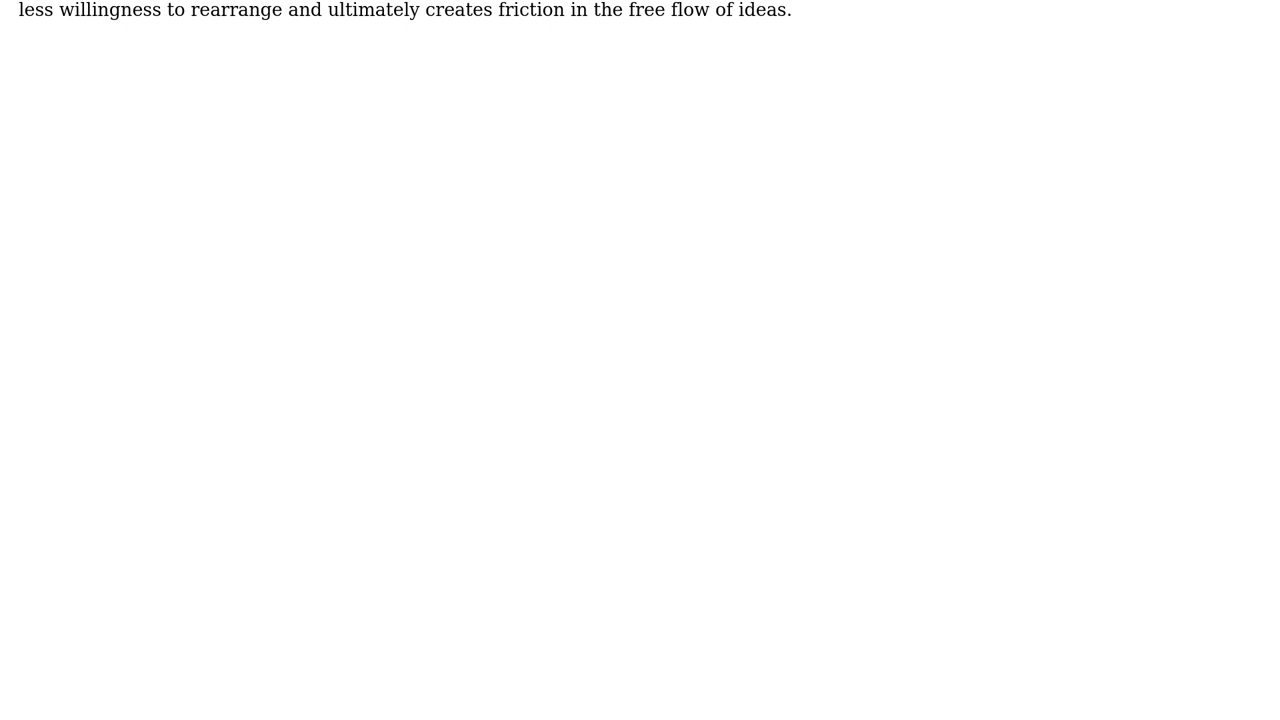 less willingness to rearrange and ultimately creates friction in the free flow of ideas.